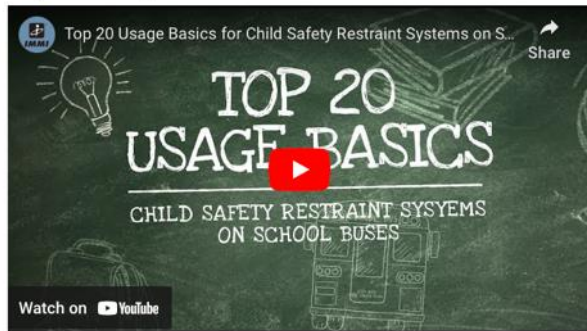 IMMI
Top 20 Usage Basics for Child Safety Restraint Systems on S...
Share
TOP 20
USAGE BASICS
CHILD SAFETY RESTRAINT SYSYEMS
ON SCHOOL BUSES
Watch on YouTube